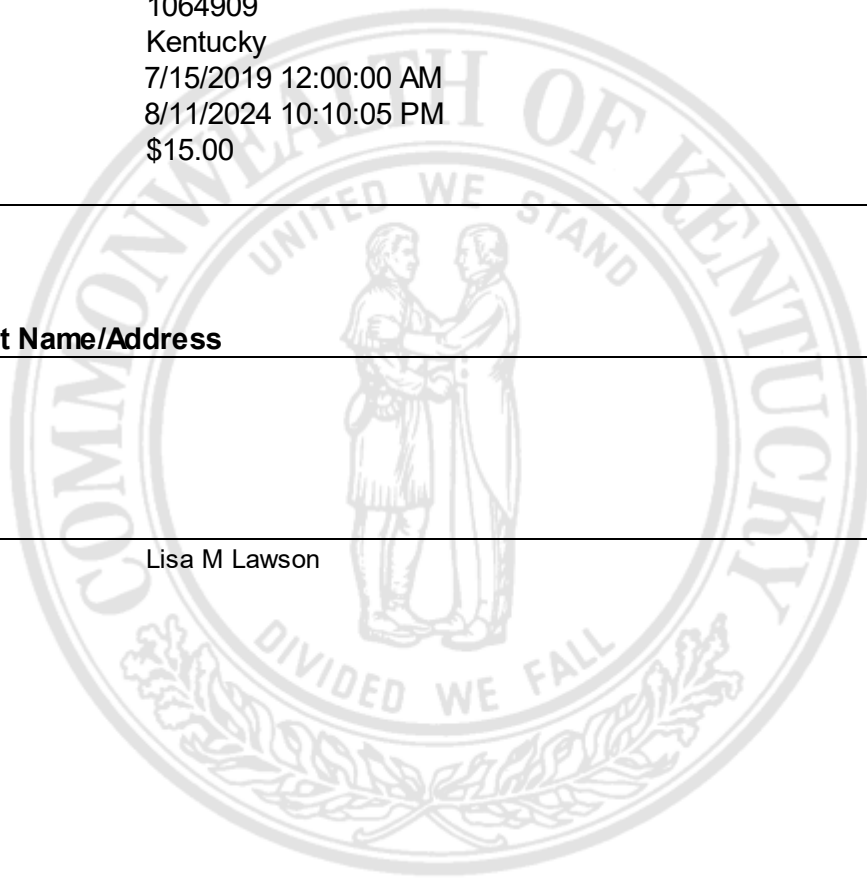 1064909
Kentucky
7/15/2019 12:00:00 AM
8/11/2024 10:10:05 PM
$15.00
COMMONWEALTH OF KENTUCKY
UNITED WE STAND
t Name/Address
Lisa M Lawson
DIVIDED WE FALL